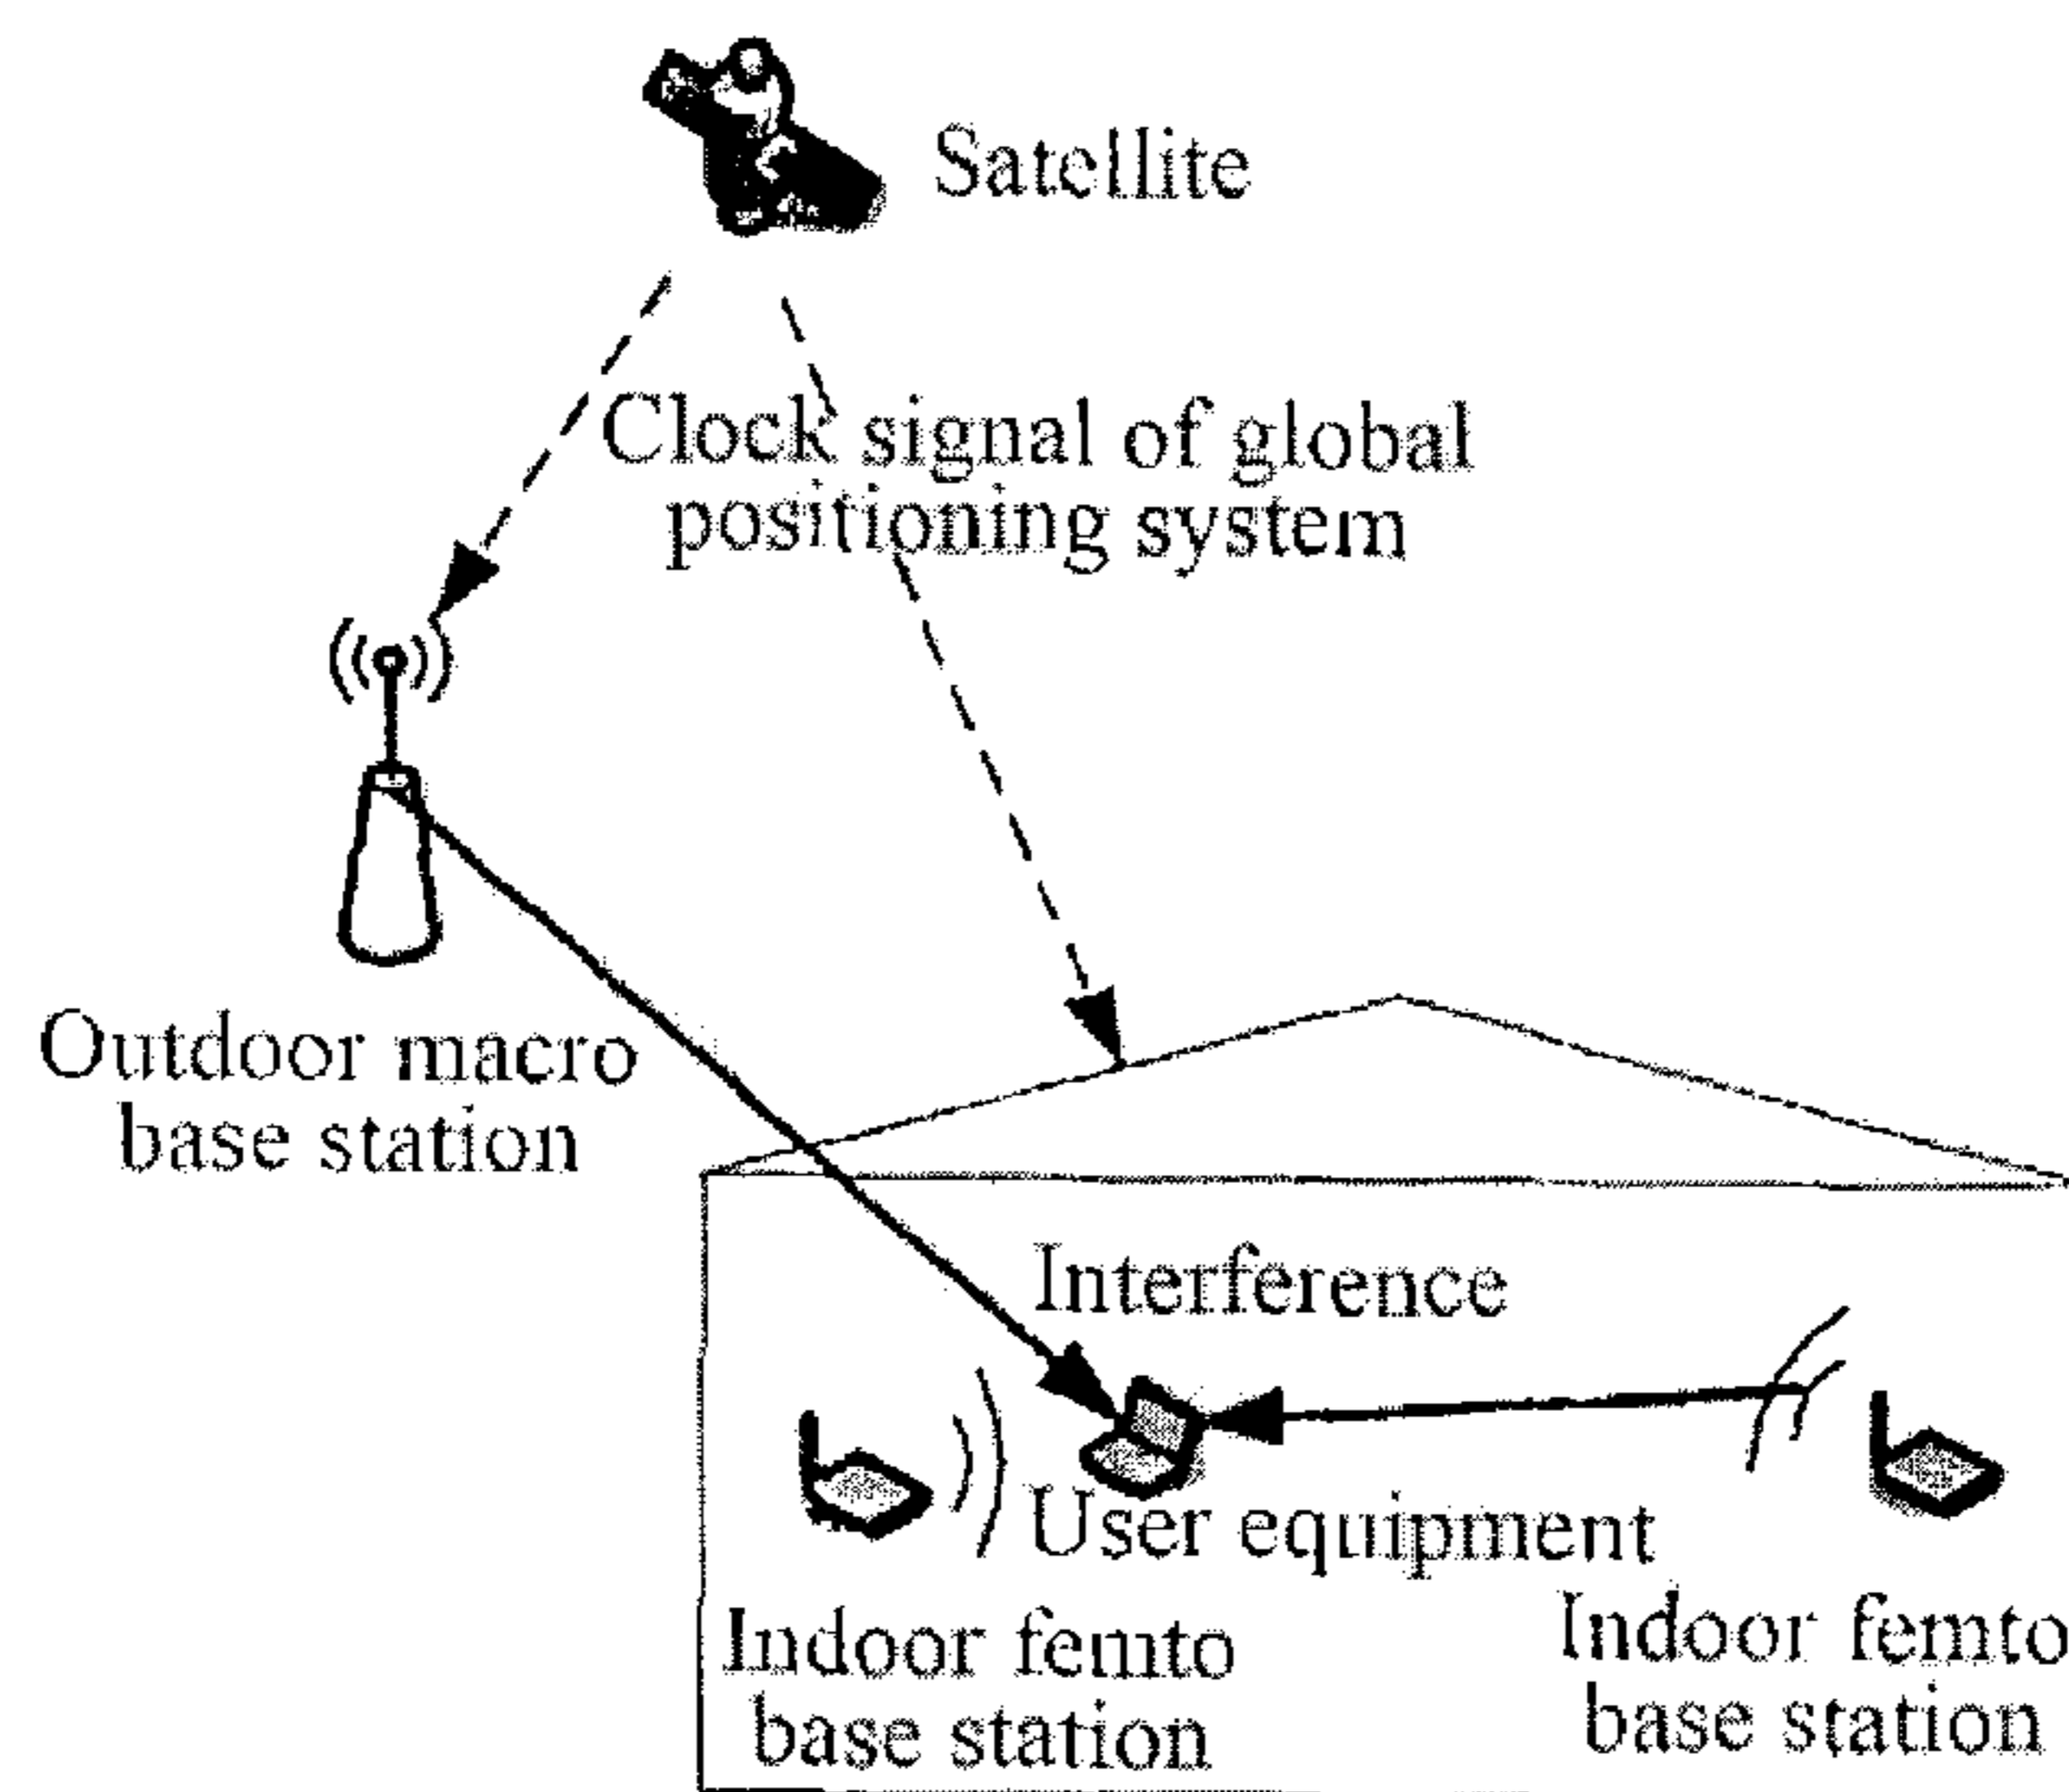 Satellite
Clock signal of global
positioning system
Outdoor macro
base station
Interference
User equipment
Indoor femto
base station
Indoor femto
base station